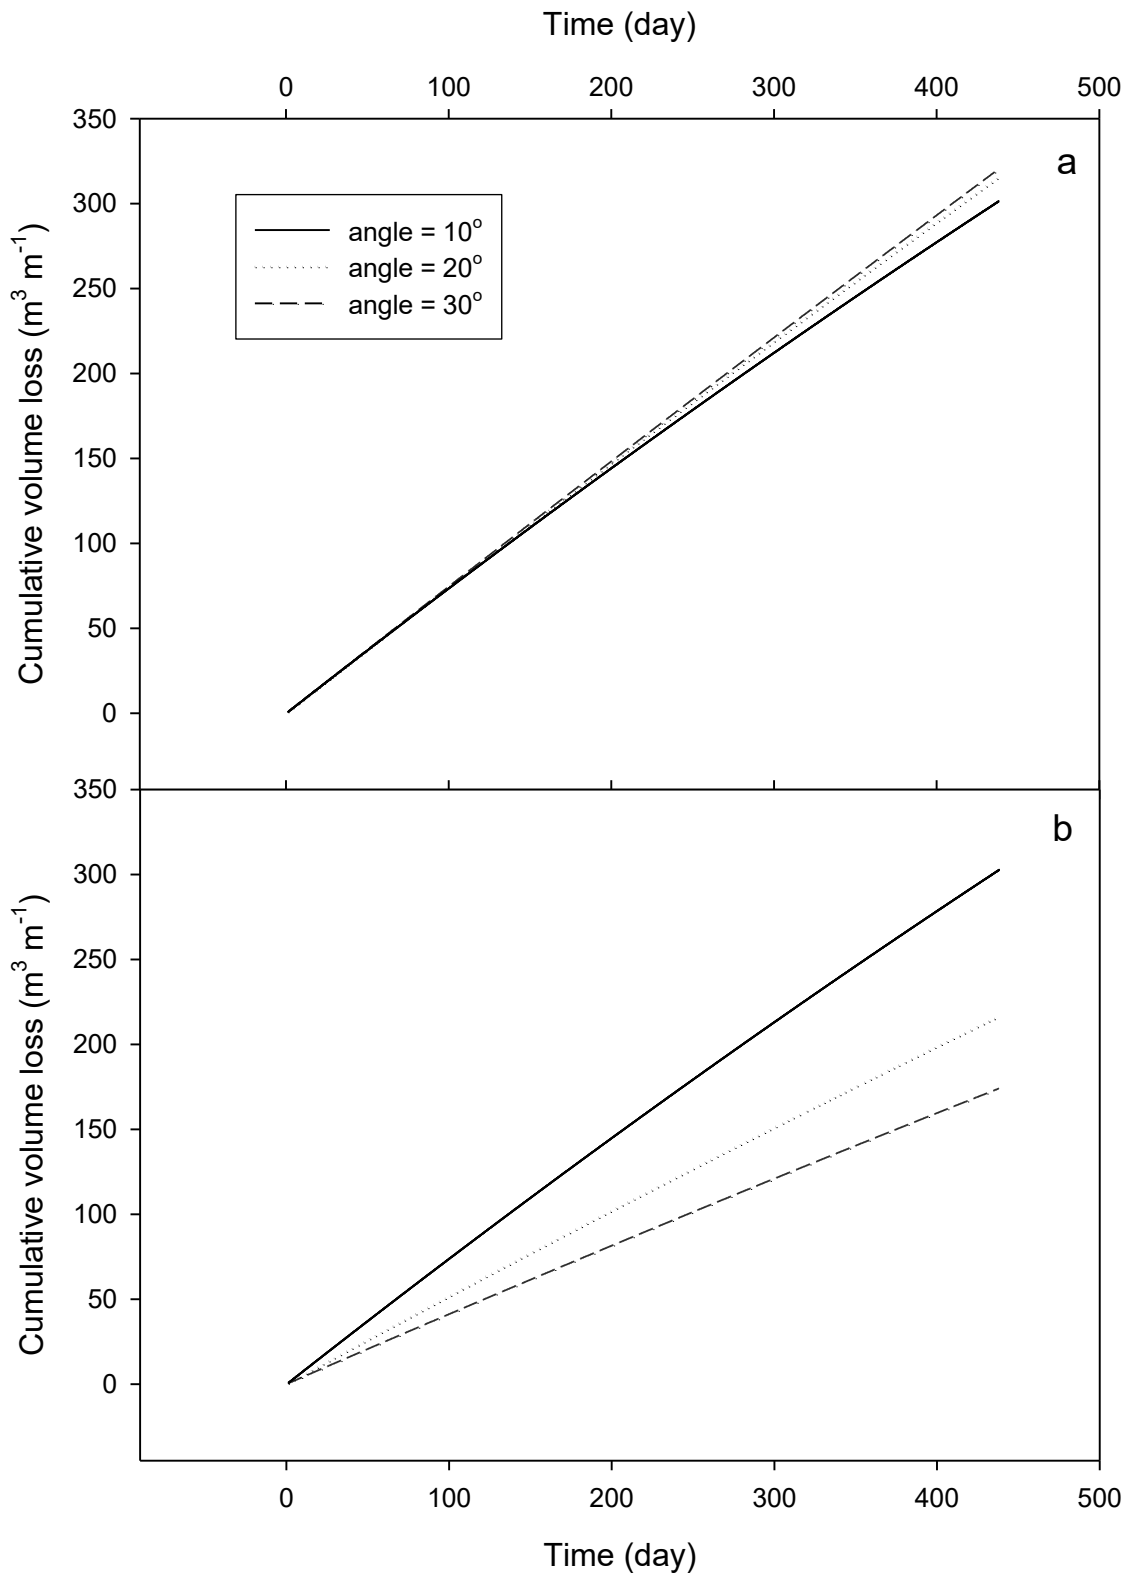 Time (day)
0 100 200 300 400 500
350
300
250
200
150
100
50
0
Cumulative volume loss (m³ m⁻¹)
a
angle = 10º
angle = 20º
angle = 30º
350
300
250
200
150
100
50
0
Cumulative volume loss (m³ m⁻¹)
b
0 100 200 300 400 500
Time (day)